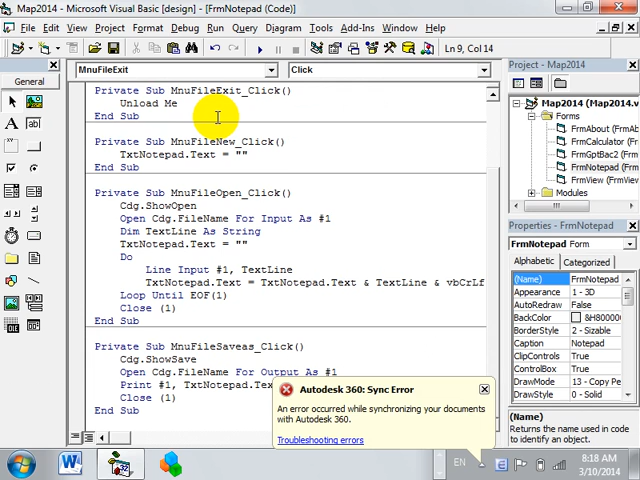 Map2014 - Microsoft Visual Basic [design] - [FrmNotepad (Code)]
File Edit View Project Format Debug Run Query Diagram Tools Add-Ins Window Help
Ln 9, Col 14
General
MnuFileExit Click
Private Sub MnuFileExit_Click()
Unload Me
End Sub
Private Sub MnuFileNew_Click()
TxtNotepad.Text = ""
End Sub
Private Sub MnuFileOpen_Click()
Cdg.ShowOpen
Open Cdg.FileName For Input As #1
Dim TextLine As String
TxtNotepad.Text = ""
Do
Line Input #1, TextLine
TxtNotepad.Text = TxtNotepad.Text & TextLine & vbCrLf
Loop Until EOF(1)
Close (1)
End Sub
Private Sub MnuFileSaveas_Click()
Cdg.ShowSave
Open Cdg.FileName For Output As #1
Print #1, TxtNotepad.Te
Close (1)
End Sub
Project - Map2014
Map2014 (Map2014.v
Forms
FrmAbout (FrmA
FrmCalculator (Frm
FrmGptBac2 (Frm
FrmNotepad (Frm
FrmView (FrmView
Modules
Properties - FrmNotepad
FrmNotepad Form
Alphabetic Categorized
(Name) FrmNotepad
Appearance 1 - 3D
AutoRedraw False
BackColor &H80000
BorderStyle 2 - Sizable
Caption Notepad
ClipControls True
ControlBox True
DrawMode 13 - Copy Pe
DrawStyle 0 - Solid
(Name)
Returns the name used in code to identify an object.
Autodesk 360: Sync Error
An error occurred while synchronizing your documents
with Autodesk 360.
Troubleshooting errors
EN
8:18 AM
3/10/2014